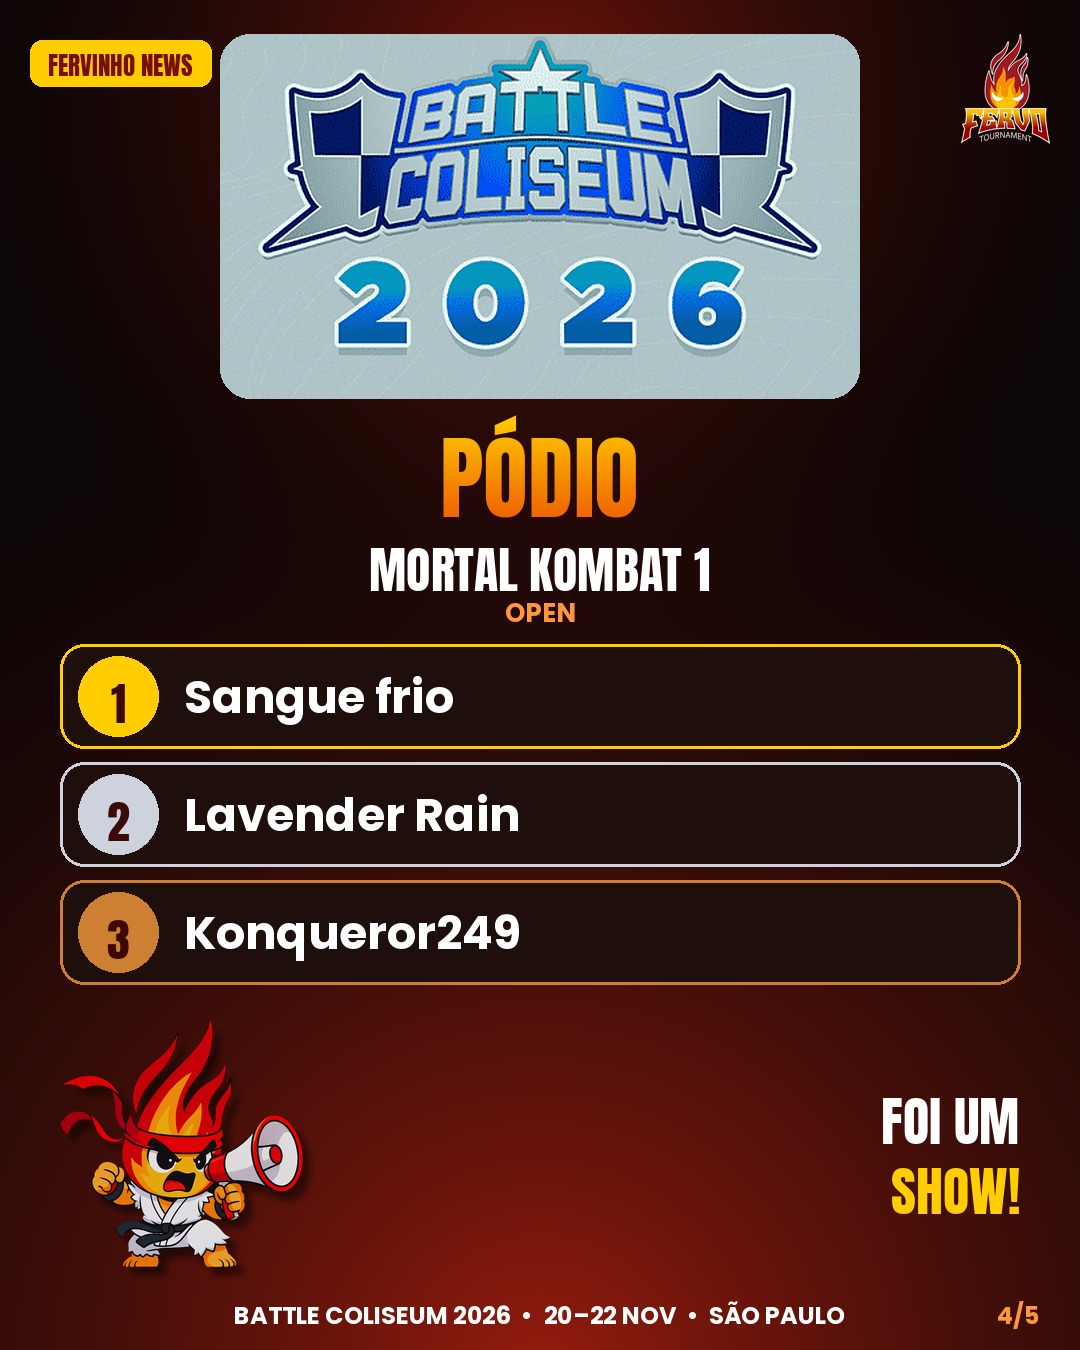 FERVINHO NEWS
BATTLE
COLISEUM
2026
FERVO
TOURNAMENT
PÓDIO
MORTAL KOMBAT 1
OPEN
1 Sangue frio
2 Lavender Rain
3 Konqueror249
FOI UM
SHOW!
BATTLE COLISEUM 2026 • 20–22 NOV • SÃO PAULO
4/5